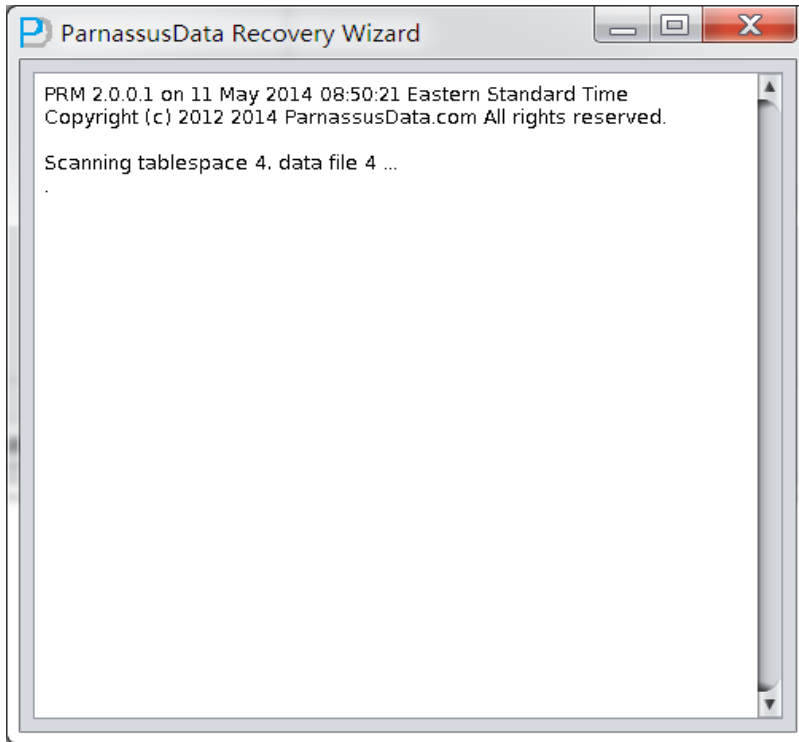 ParnassusData Recovery Wizard
PRM 2.0.0.1 on 11 May 2014 08:50:21 Eastern Standard Time
Copyright (c) 2012 2014 ParnassusData.com All rights reserved.
Scanning tablespace 4. data file 4 ...
.